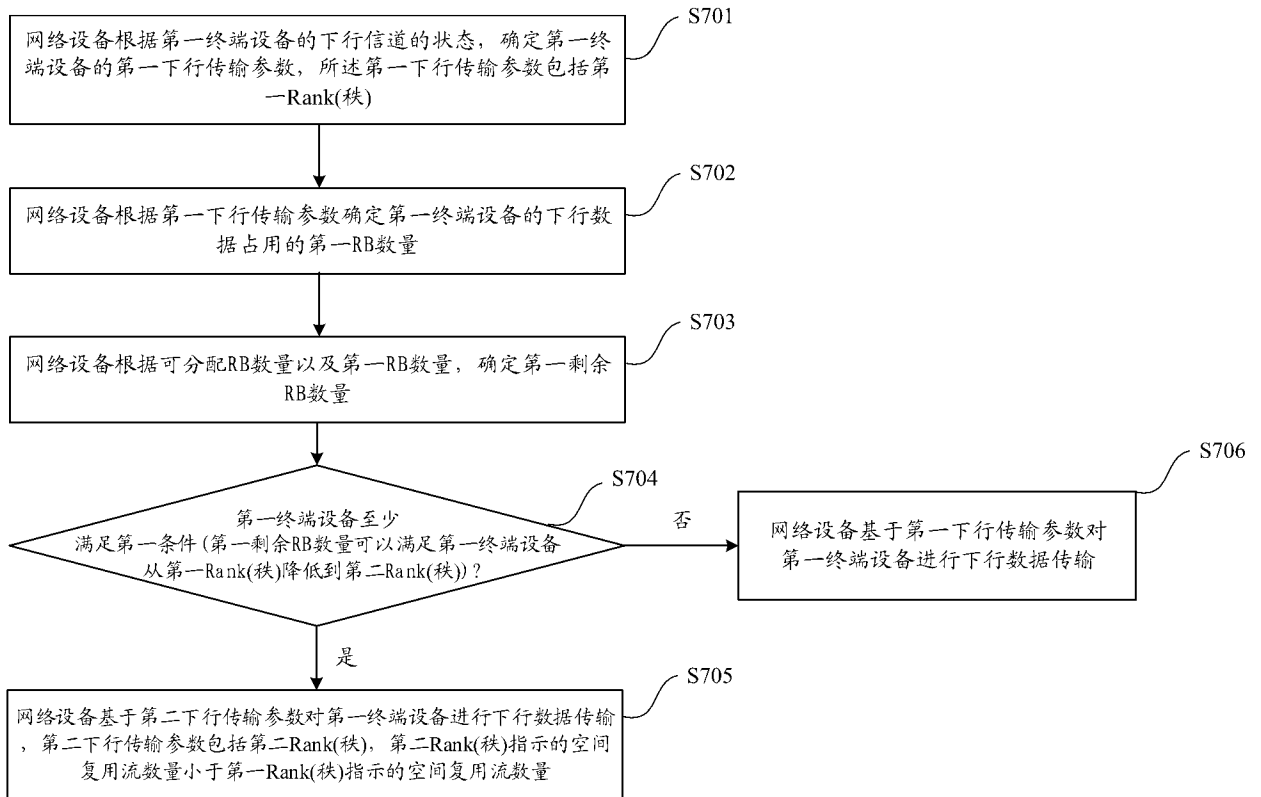 S701
网络设备根据第一终端设备的下行信道的状态，确定第一终
端设备的第一下行传输参数，所述第一下行传输参数包括第
一Rank(秩)
S702
网络设备根据第一下行传输参数确定第一终端设备的下行数
据占用的第一RB数量
S703
网络设备根据可分配RB数量以及第一RB数量，确定第一剩余
RB数量
S704
第一终端设备至少
满足第一条件(第一剩余RB数量可以满足第一终端设备
从第一Rank(秩)降低到第二Rank(秩))？
否
S706
网络设备基于第一下行传输参数对
第一终端设备进行下行数据传输
是
S705
网络设备基于第二下行传输参数对第一终端设备进行下行数据传输
，第二下行传输参数包括第二Rank(秩)，第二Rank(秩)指示的空间
复用流数量小于第一Rank(秩)指示的空间复用流数量